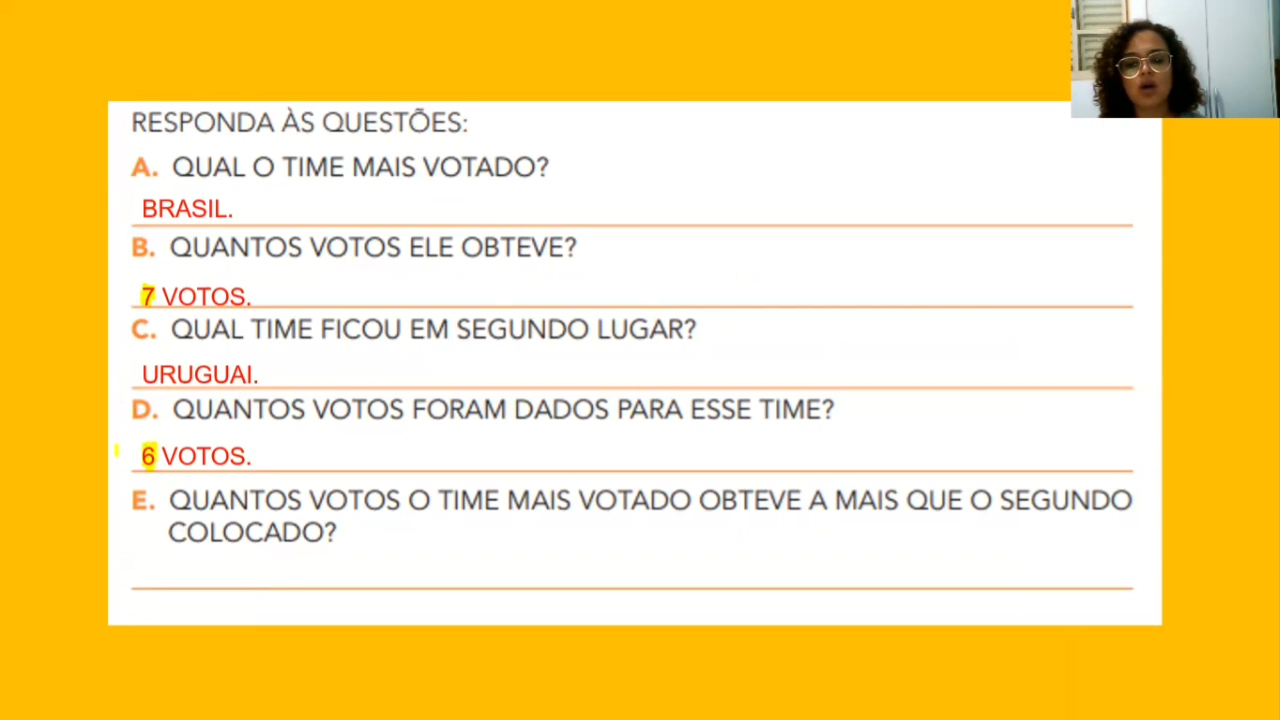 RESPONDA ÀS QUESTÕES:
A. QUAL O TIME MAIS VOTADO?
BRASIL.
B. QUANTOS VOTOS ELE OBTEVE?
7 VOTOS.
C. QUAL TIME FICOU EM SEGUNDO LUGAR?
URUGUAI.
D. QUANTOS VOTOS FORAM DADOS PARA ESSE TIME?
6 VOTOS.
E. QUANTOS VOTOS O TIME MAIS VOTADO OBTEVE A MAIS QUE O SEGUNDO
COLOCADO?